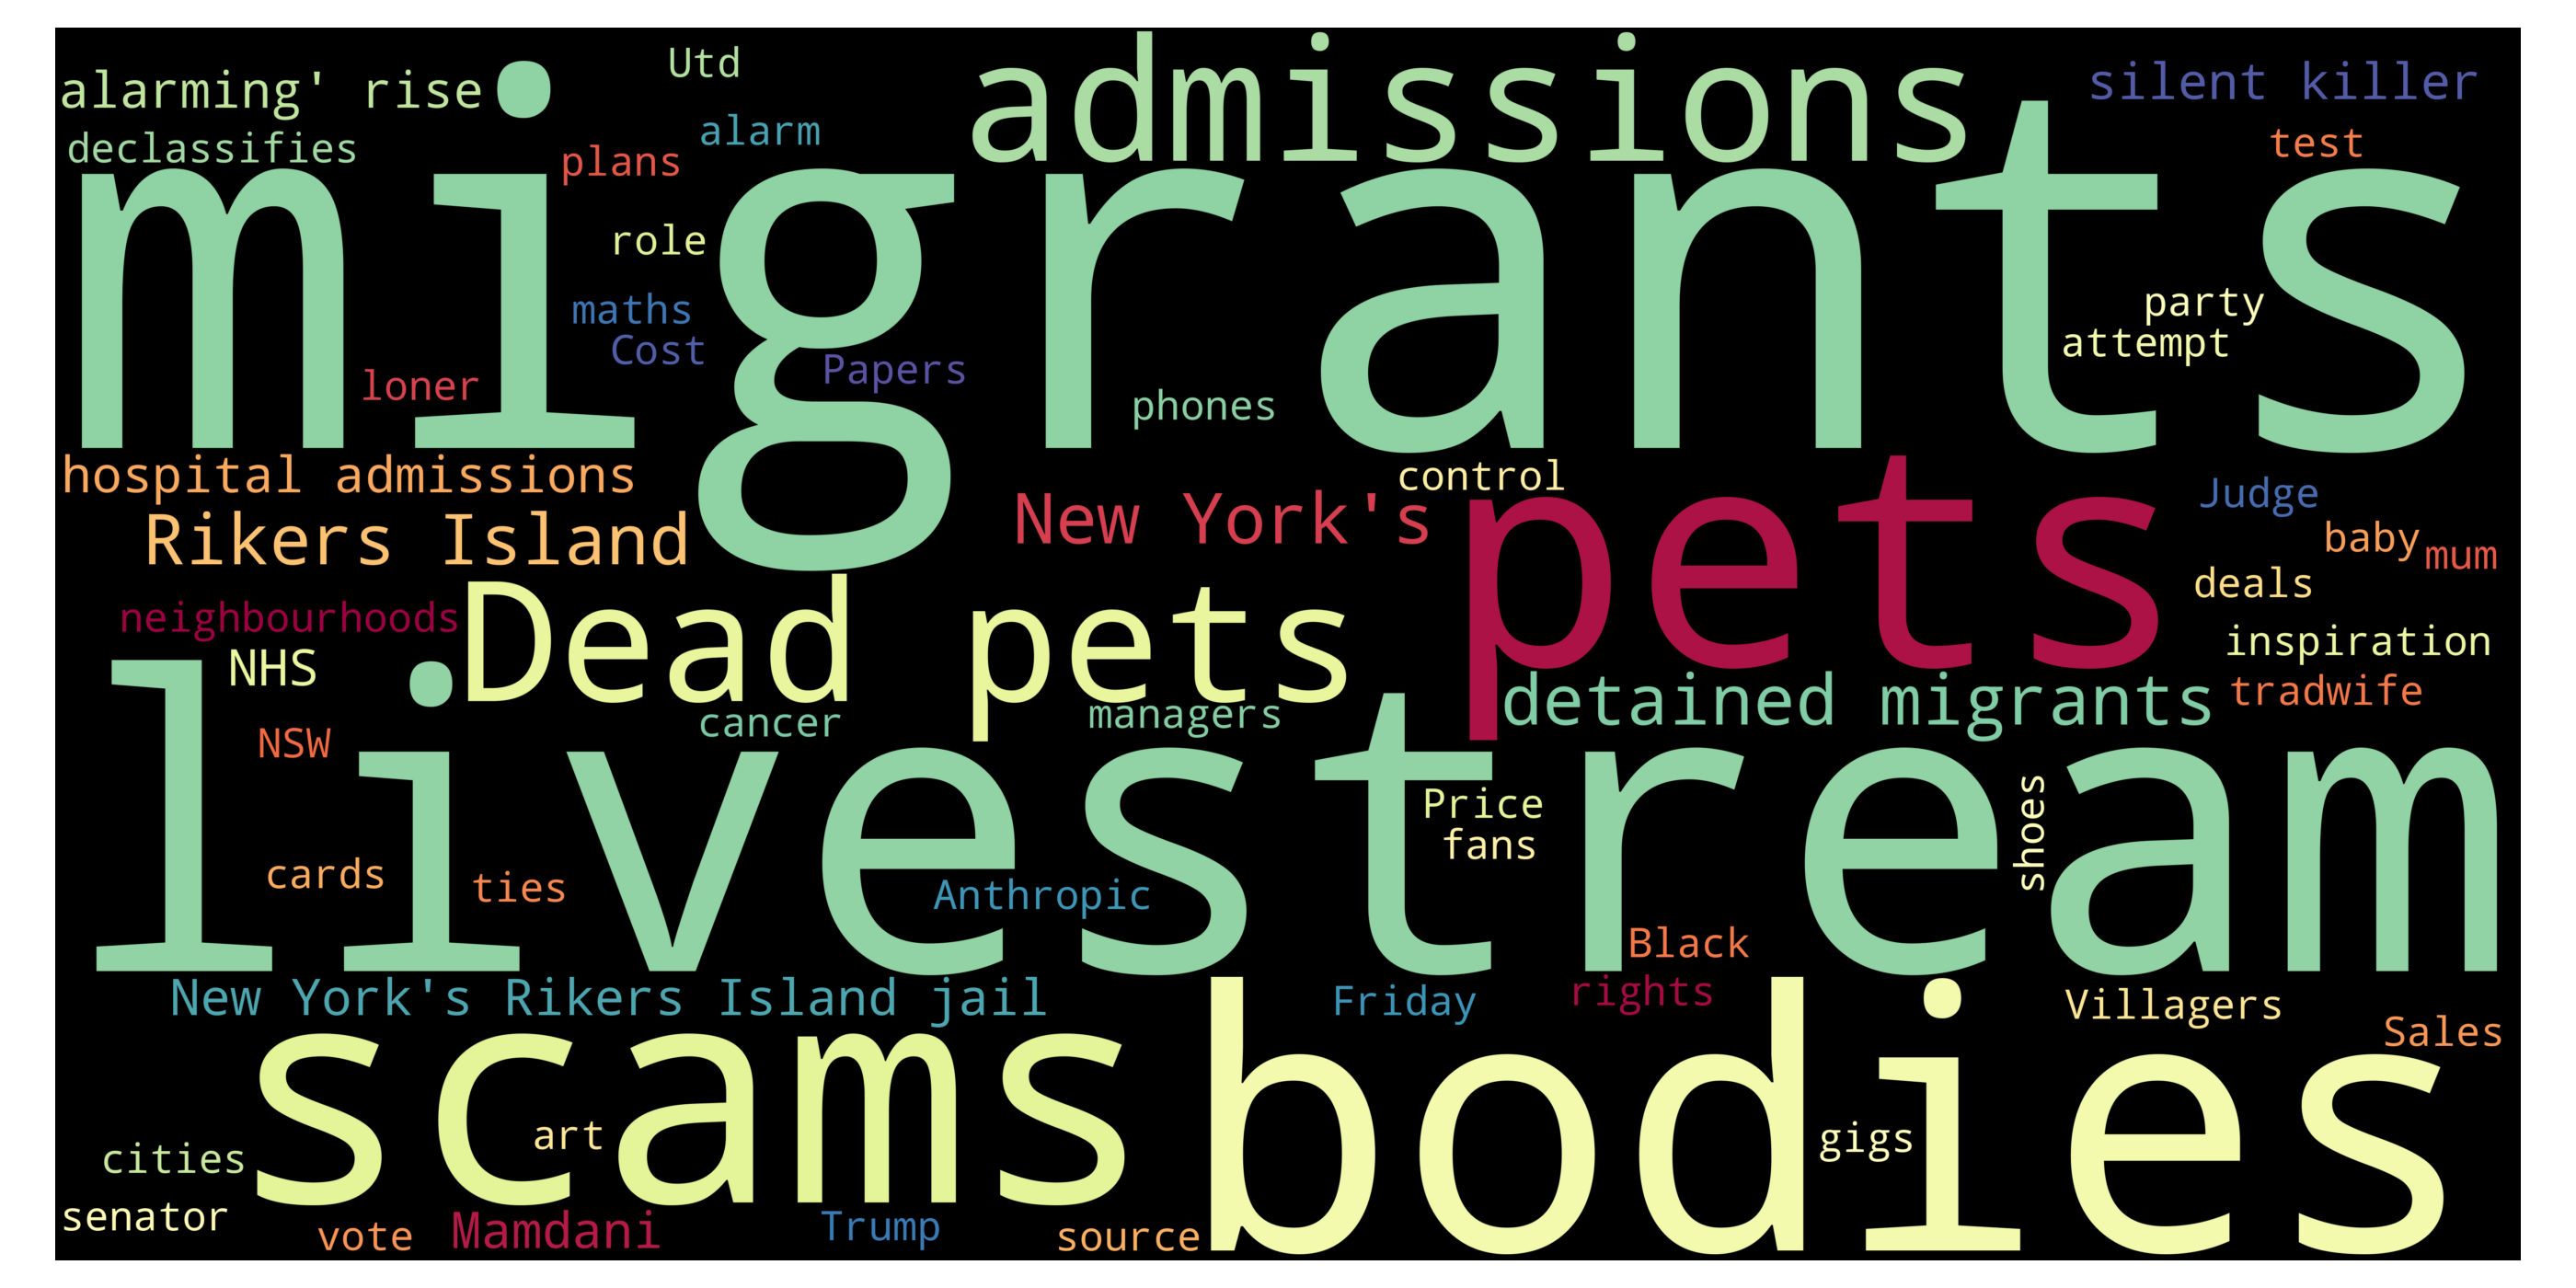 Utd
admissions
alarming' rise
silent killer
declassifies
alarm
test
plans
migrants
role
maths
party
Cost
attempt
Papers
loner
phones
hospital admissions
control
New York's
pets
Judge
Rikers Island
baby
mum
deals
neighbourhoods
Dead pets
NHS
inspiration
detained migrants
tradwife
cancer
managers
NSW
livestream
Price
fans
shoes
cards
ties
Anthropic
Black
New York's Rikers Island jail
Friday
rights
Villagers
Sales
scams
bodies
art
gigs
cities
senator
vote
Mamdani
Trump
source